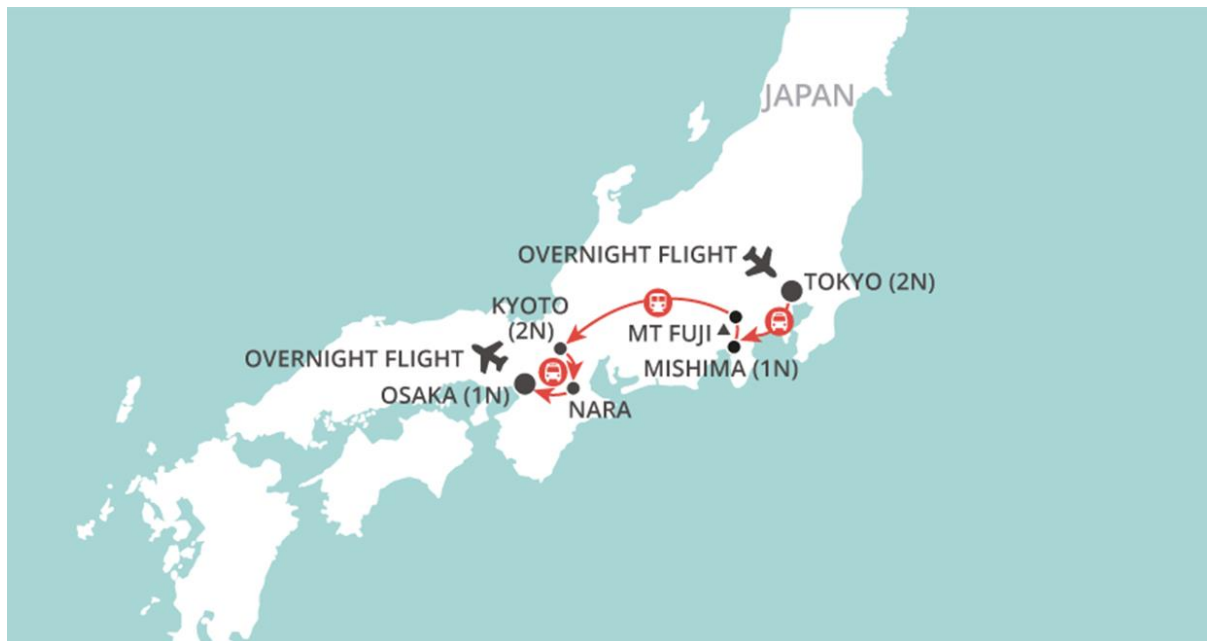 JAPAN
OVERNIGHT FLIGHT
TOKYO (2N)
KYOTO
(2N)
MT FUJI
MISHIMA (1N)
OVERNIGHT FLIGHT
OSAKA (1N)
NARA